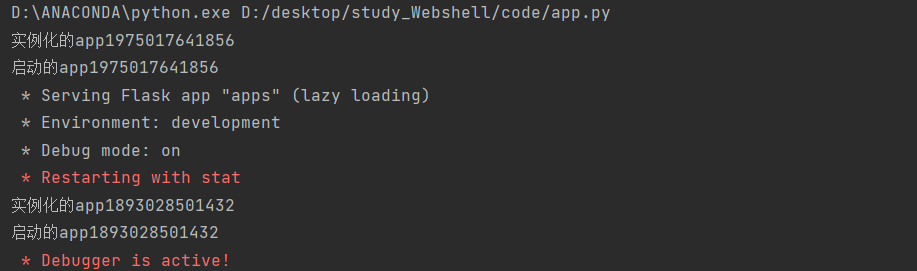 D:\ANACONDA\python.exe D:/desktop/study_Webshell/code/app.py
实例化的app1975017641856
启动的app1975017641856
 * Serving Flask app "apps" (lazy loading)
 * Environment: development
 * Debug mode: on
 * Restarting with stat
实例化的app1893028501432
启动的app1893028501432
 * Debugger is active!